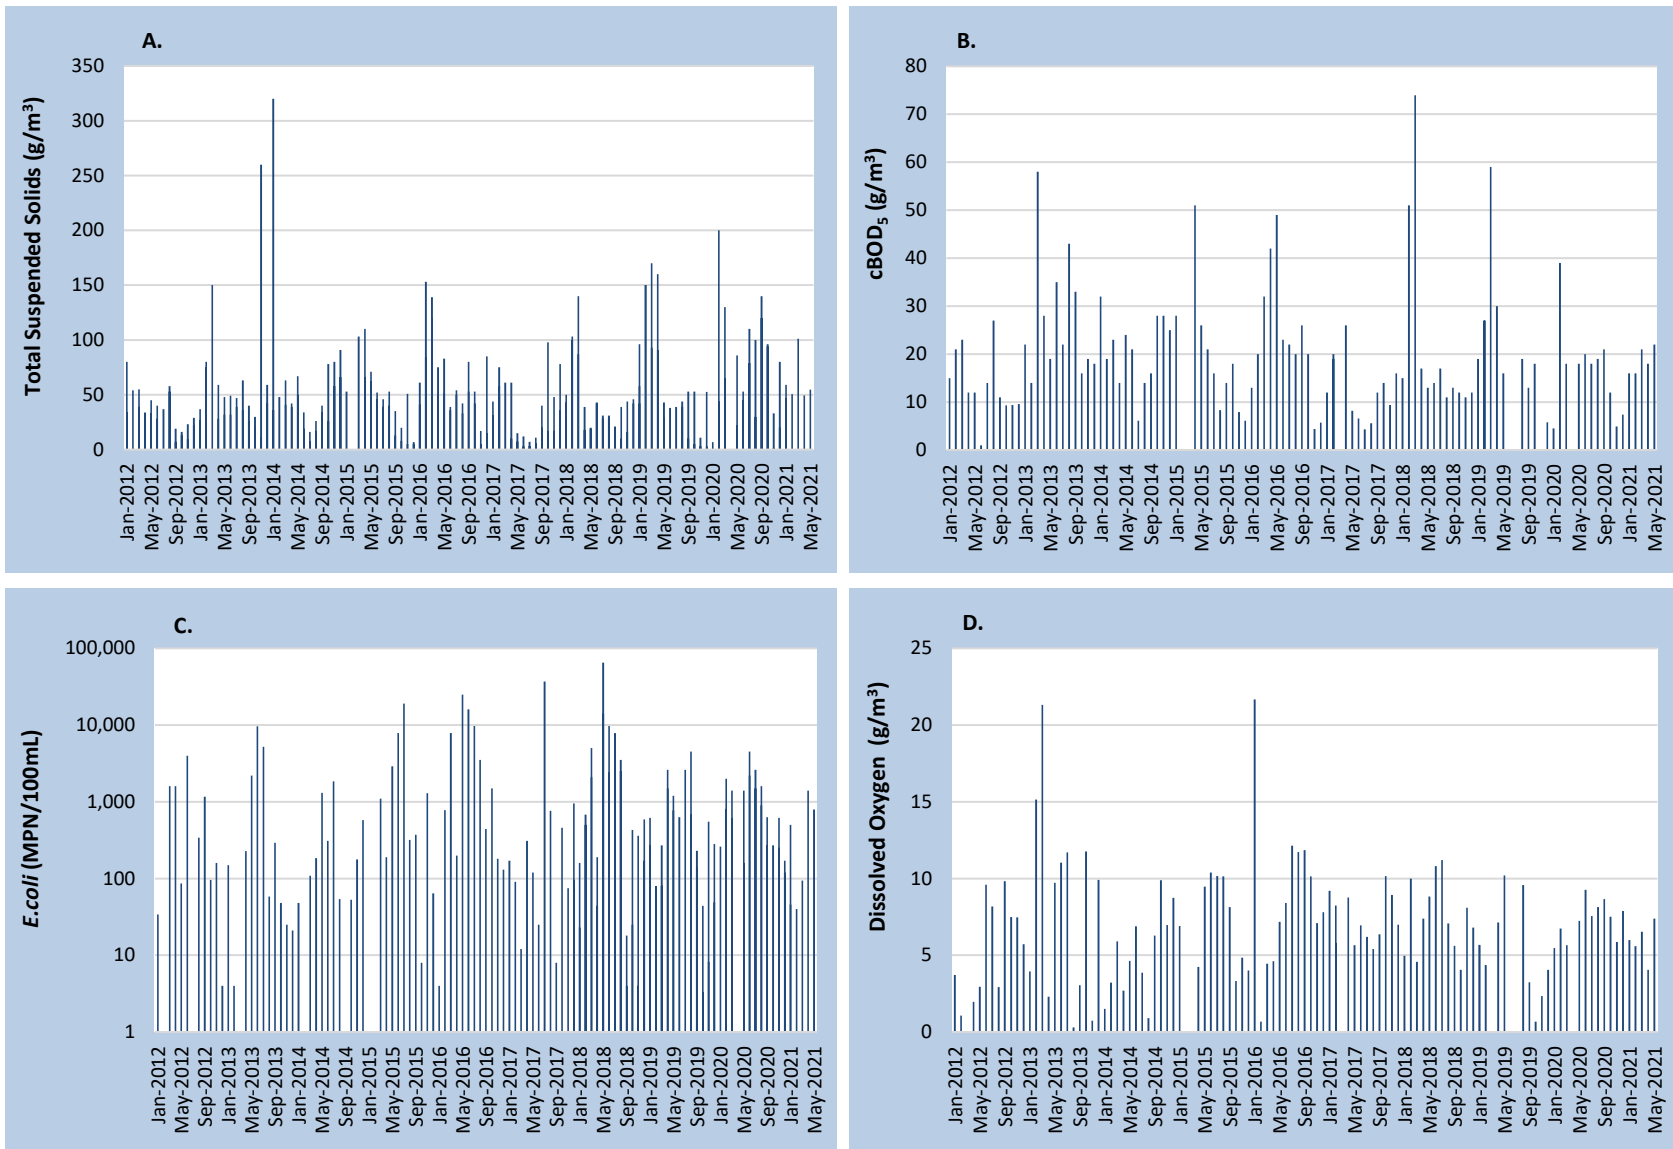 A.
Total Suspended Solids (g/m³)
350
300
250
200
150
100
50
0
Jan-2012
May-2012
Sep-2012
Jan-2013
May-2013
Sep-2013
Jan-2014
May-2014
Sep-2014
Jan-2015
May-2015
Sep-2015
Jan-2016
May-2016
Sep-2016
Jan-2017
May-2017
Sep-2017
Jan-2018
May-2018
Sep-2018
Jan-2019
May-2019
Sep-2019
Jan-2020
May-2020
Sep-2020
Jan-2021
May-2021
B.
cBOD₅ (g/m³)
80
70
60
50
40
30
20
10
0
Jan-2012
May-2012
Sep-2012
Jan-2013
May-2013
Sep-2013
Jan-2014
May-2014
Sep-2014
Jan-2015
May-2015
Sep-2015
Jan-2016
May-2016
Sep-2016
Jan-2017
May-2017
Sep-2017
Jan-2018
May-2018
Sep-2018
Jan-2019
May-2019
Sep-2019
Jan-2020
May-2020
Sep-2020
Jan-2021
May-2021
C.
E.coli (MPN/100mL)
100,000
10,000
1,000
100
10
1
Jan-2012
May-2012
Sep-2012
Jan-2013
May-2013
Sep-2013
Jan-2014
May-2014
Sep-2014
Jan-2015
May-2015
Sep-2015
Jan-2016
May-2016
Sep-2016
Jan-2017
May-2017
Sep-2017
Jan-2018
May-2018
Sep-2018
Jan-2019
May-2019
Sep-2019
Jan-2020
May-2020
Sep-2020
Jan-2021
May-2021
D.
Dissolved Oxygen (g/m³)
25
20
15
10
5
0
Jan-2012
May-2012
Sep-2012
Jan-2013
May-2013
Sep-2013
Jan-2014
May-2014
Sep-2014
Jan-2015
May-2015
Sep-2015
Jan-2016
May-2016
Sep-2016
Jan-2017
May-2017
Sep-2017
Jan-2018
May-2018
Sep-2018
Jan-2019
May-2019
Sep-2019
Jan-2020
May-2020
Sep-2020
Jan-2021
May-2021